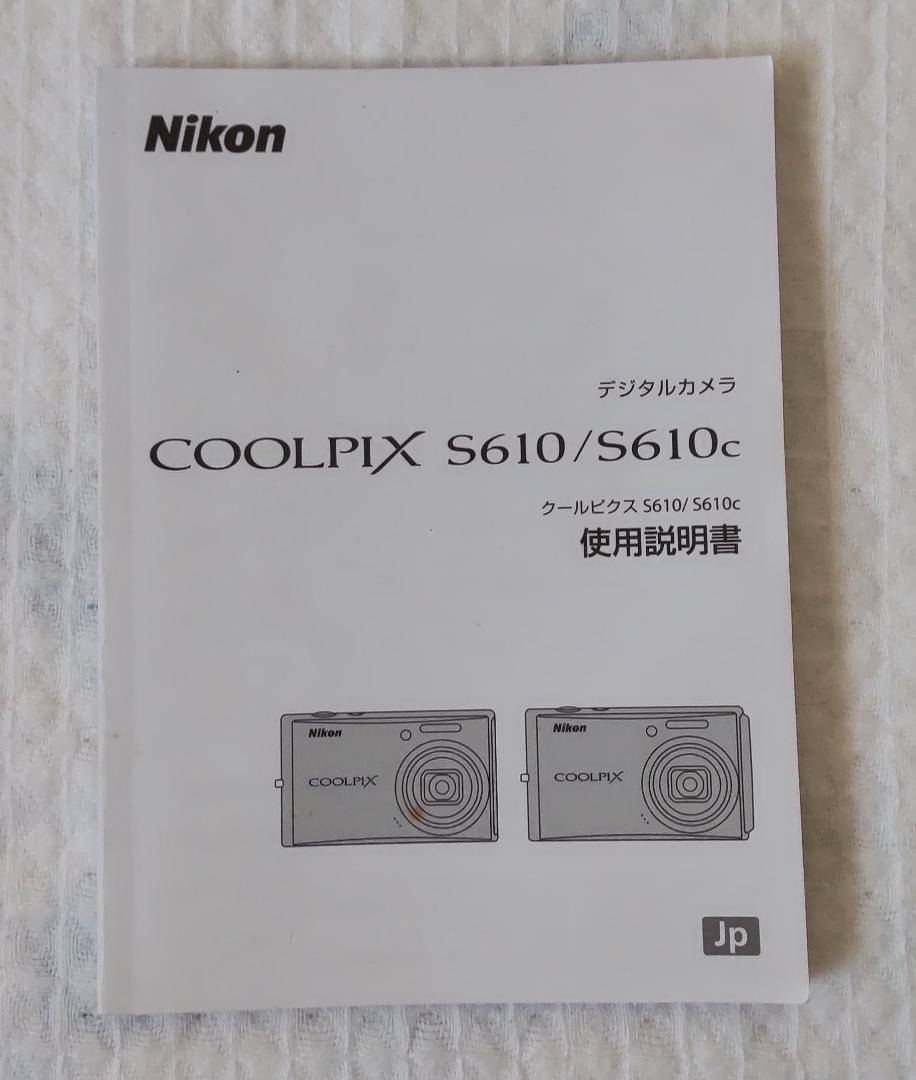 Nikon
デジタルカメラ
COOLPIX S610/S610c
クールピクス S610/ S610c
使用説明書
Nikon
COOLPIX
Nikon
COOLPIX
Jp